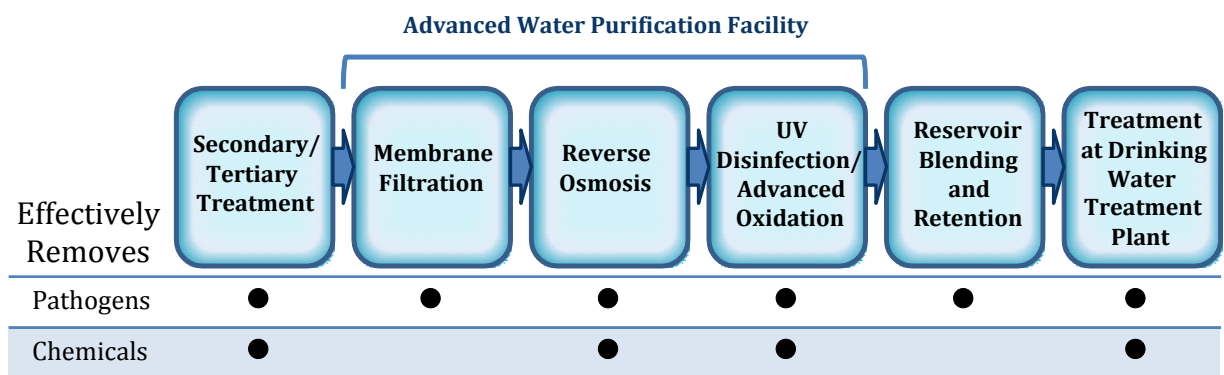 Advanced Water Purification Facility
Secondary/
Tertiary
Treatment
Membrane
Filtration
Reverse
Osmosis
UV
Disinfection/
Advanced
Oxidation
Reservoir
Blending
and
Retention
Treatment
at Drinking
Water
Treatment
Plant
Effectively
Removes
Pathogens
Chemicals